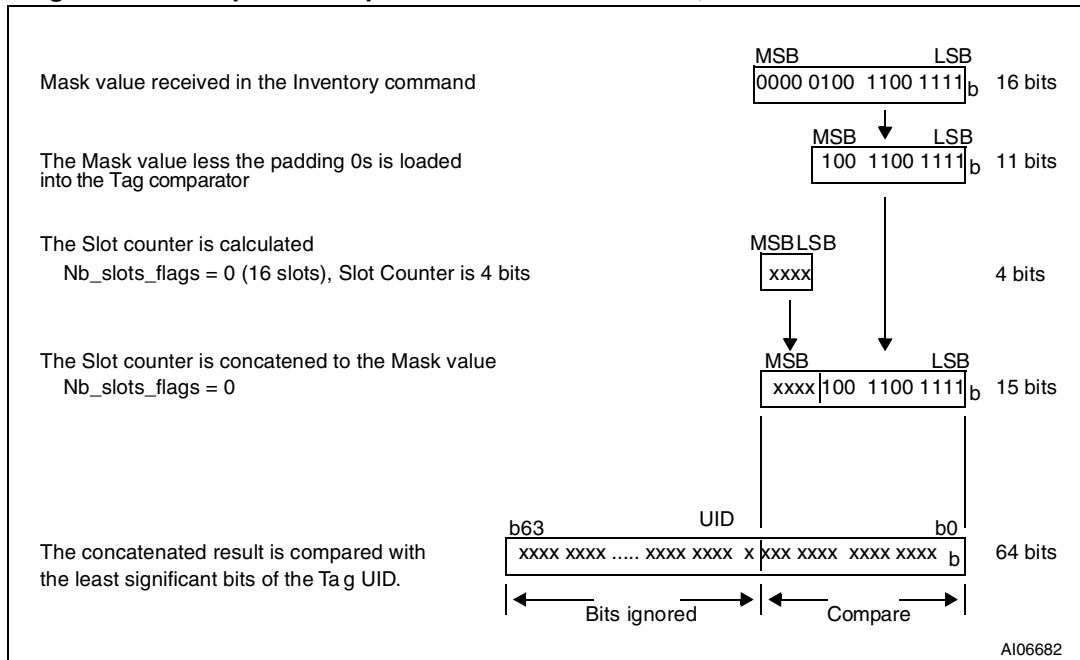 MSB LSB
Mask value received in the Inventory command 0000 0100 1100 1111 b 16 bits
MSB LSB
The Mask value less the padding 0s is loaded 100 1100 1111 b 11 bits
into the Tag comparator
The Slot counter is calculated MSB LSB
Nb_slots_flags = 0 (16 slots), Slot Counter is 4 bits xxxx 4 bits
The Slot counter is concatened to the Mask value MSB LSB
Nb_slots_flags = 0 xxxx 100 1100 1111 b 15 bits
b63 UID b0
The concatenated result is compared with xxxx xxxx ..... xxxx xxxx x xxx xxxx xxxx xxxx b 64 bits
the least significant bits of the Tag UID.
Bits ignored Compare
AI06682